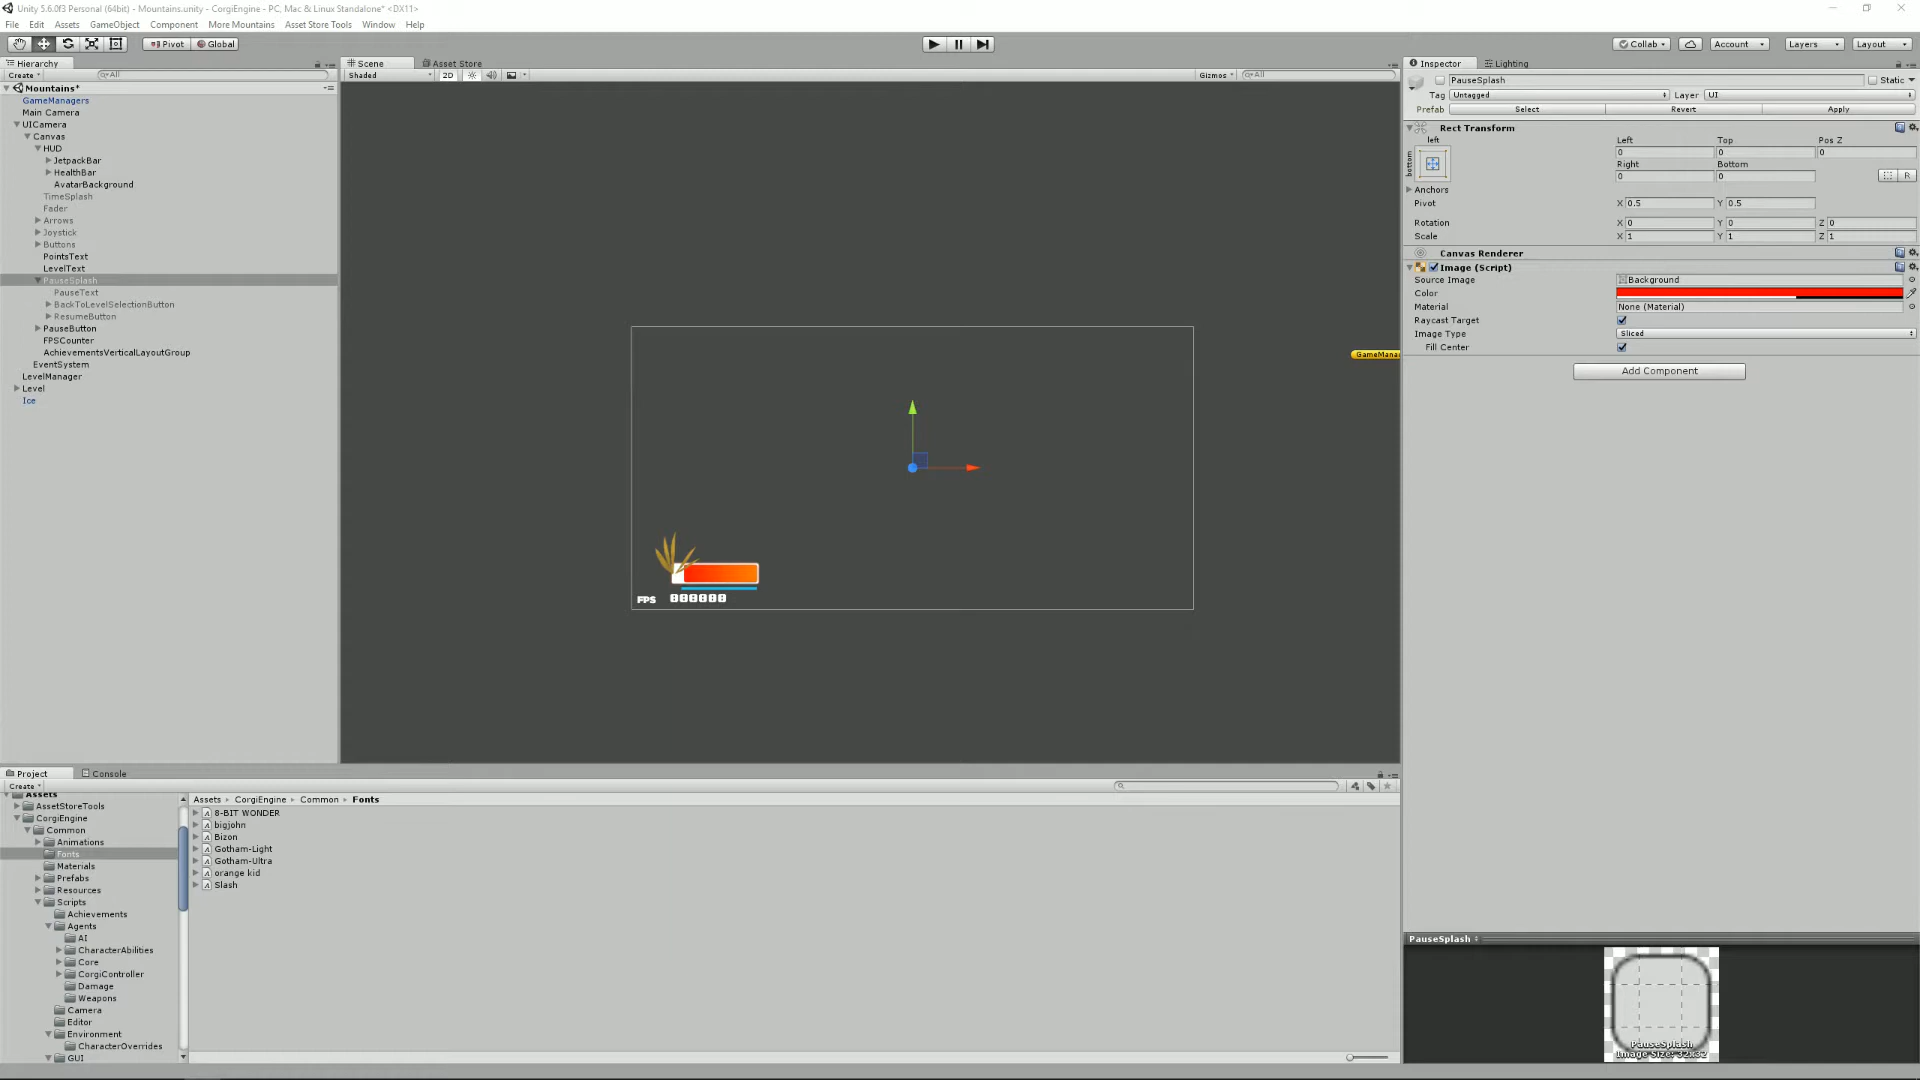 Unity 5.6.0f3 Personal (64bit) - Mountains.unity - CorgiEngine - PC, Mac & Linux Standalone* <DX11>
File Edit Assets GameObject Component More Mountains Asset Store Tools Window Help
Pivot Global Collab Account Layers Layout
Hierarchy Scene Asset Store Inspector Lighting
Create All Shaded 2D Gizmos All
Mountains*
GameManagers
Main Camera
UICamera
Canvas
HUD
JetpackBar
HealthBar
AvatarBackground
TimeSplash
Fader
Arrows
Joystick
Buttons
PointsText
LevelText
PauseSplash
PauseText
BackToLevelSelectionButton
ResumeButton
PauseButton
FPSCounter
AchievementsVerticalLayoutGroup
EventSystem
LevelManager
Level
Ice
GameMana
FPS 000000
PauseSplash Static
Tag Untagged Layer UI
Prefab Select Revert Apply
Rect Transform
left Left Top Pos Z
bottom 0 0 0
Right Bottom
0 0 R
Anchors
Pivot X 0.5 Y 0.5
Rotation X 0 Y 0 Z 0
Scale X 1 Y 1 Z 1
Canvas Renderer
Image (Script)
Source Image Background
Color
Material None (Material)
Raycast Target
Image Type Sliced
Fill Center
Add Component
Project Console
Create
Assets
AssetStoreTools
CorgiEngine
Common
Animations
Fonts
Materials
Prefabs
Resources
Scripts
Achievements
Agents
AI
CharacterAbilities
Core
CorgiController
Damage
Weapons
Camera
Editor
Environment
CharacterOverrides
GUI
Assets CorgiEngine Common Fonts
8-BIT WONDER
bigjohn
Bizon
Gotham-Light
Gotham-Ultra
orange kid
Slash
PauseSplash
PauseSplash
Image Size: 32x32